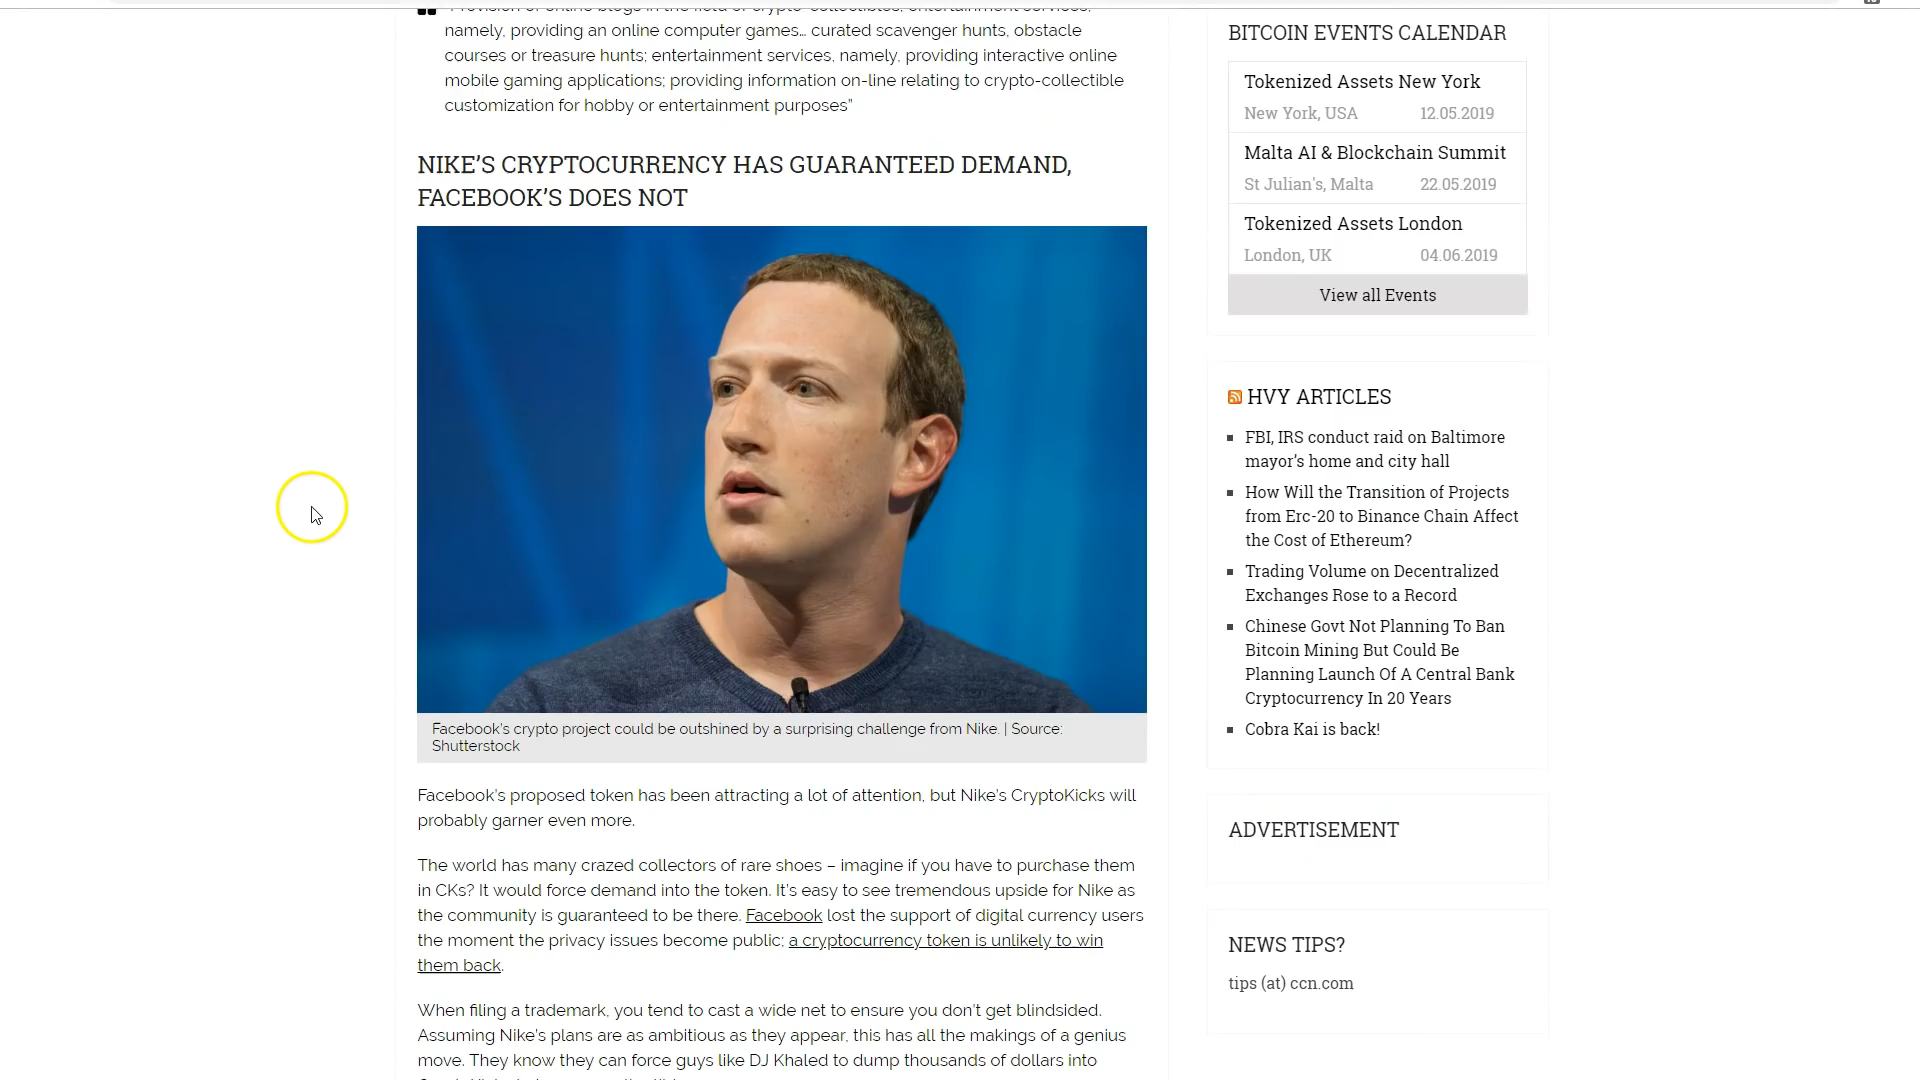 "Provision of online blogs in the field of crypto-collectibles; entertainment services,
namely, providing an online computer games… curated scavenger hunts, obstacle
courses or treasure hunts; entertainment services, namely, providing interactive online
mobile gaming applications; providing information on-line relating to crypto-collectible
customization for hobby or entertainment purposes”
NIKE’S CRYPTOCURRENCY HAS GUARANTEED DEMAND,
FACEBOOK’S DOES NOT
Facebook’s crypto project could be outshined by a surprising challenge from Nike. | Source:
Shutterstock
Facebook’s proposed token has been attracting a lot of attention, but Nike’s CryptoKicks will
probably garner even more.
The world has many crazed collectors of rare shoes – imagine if you have to purchase them
in CKs? It would force demand into the token. It’s easy to see tremendous upside for Nike as
the community is guaranteed to be there. Facebook lost the support of digital currency users
the moment the privacy issues become public; a cryptocurrency token is unlikely to win
them back.
When filing a trademark, you tend to cast a wide net to ensure you don’t get blindsided.
Assuming Nike’s plans are as ambitious as they appear, this has all the makings of a genius
move. They know they can force guys like DJ Khaled to dump thousands of dollars into
BITCOIN EVENTS CALENDAR
Tokenized Assets New York
New York, USA 12.05.2019
Malta AI & Blockchain Summit
St Julian's, Malta 22.05.2019
Tokenized Assets London
London, UK 04.06.2019
View all Events
HVY ARTICLES
FBI, IRS conduct raid on Baltimore
mayor’s home and city hall
How Will the Transition of Projects
from Erc-20 to Binance Chain Affect
the Cost of Ethereum?
Trading Volume on Decentralized
Exchanges Rose to a Record
Chinese Govt Not Planning To Ban
Bitcoin Mining But Could Be
Planning Launch Of A Central Bank
Cryptocurrency In 20 Years
Cobra Kai is back!
ADVERTISEMENT
NEWS TIPS?
tips (at) ccn.com